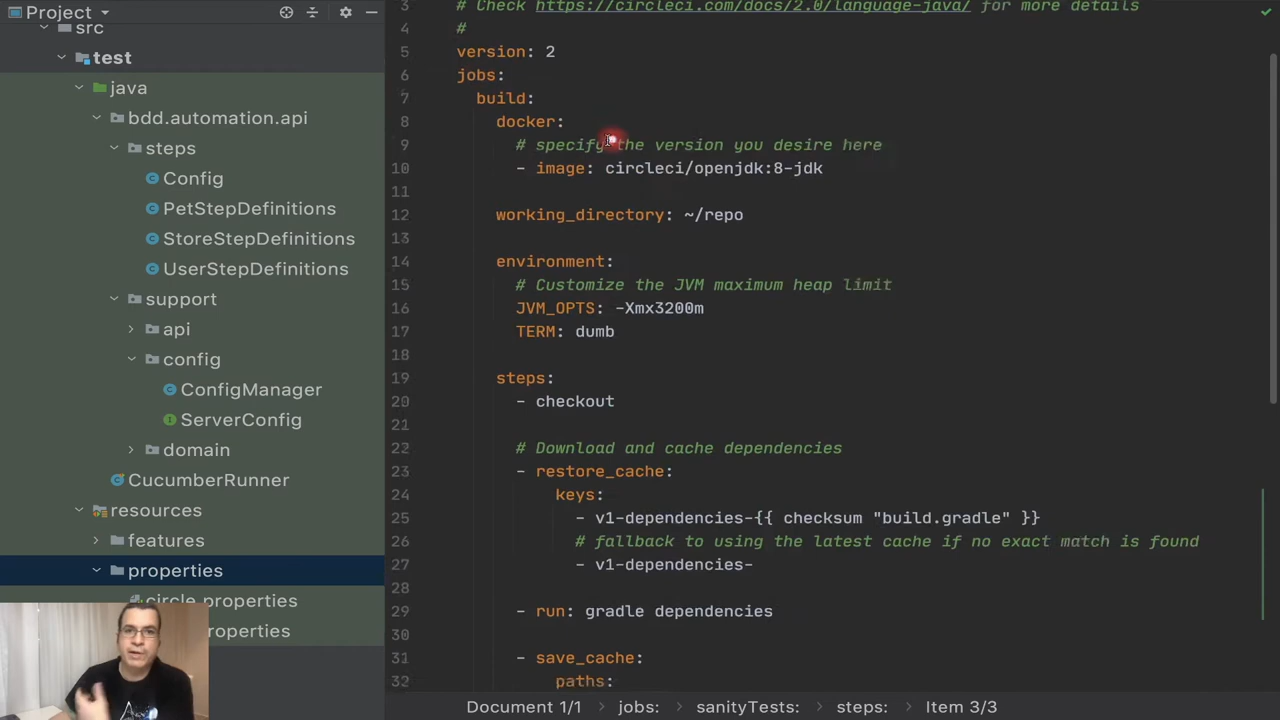 Project
src
test
java
bdd.automation.api
steps
Config
PetStepDefinitions
StoreStepDefinitions
UserStepDefinitions
support
api
config
ConfigManager
ServerConfig
domain
CucumberRunner
resources
features
properties
circle.properties
roperties
3 # Check https://circleci.com/docs/2.0/language-java/ for more details
4 #
5 version: 2
6 jobs:
7 build:
8 docker:
9 # specify the version you desire here
10 - image: circleci/openjdk:8-jdk
11
12 working_directory: ~/repo
13
14 environment:
15 # Customize the JVM maximum heap limit
16 JVM_OPTS: -Xmx3200m
17 TERM: dumb
18
19 steps:
20 - checkout
21
22 # Download and cache dependencies
23 - restore_cache:
24 keys:
25 - v1-dependencies-{{ checksum "build.gradle" }}
26 # fallback to using the latest cache if no exact match is found
27 - v1-dependencies-
28
29 - run: gradle dependencies
30
31 - save_cache:
32 paths:
Document 1/1 › jobs: › sanityTests: › steps: › Item 3/3